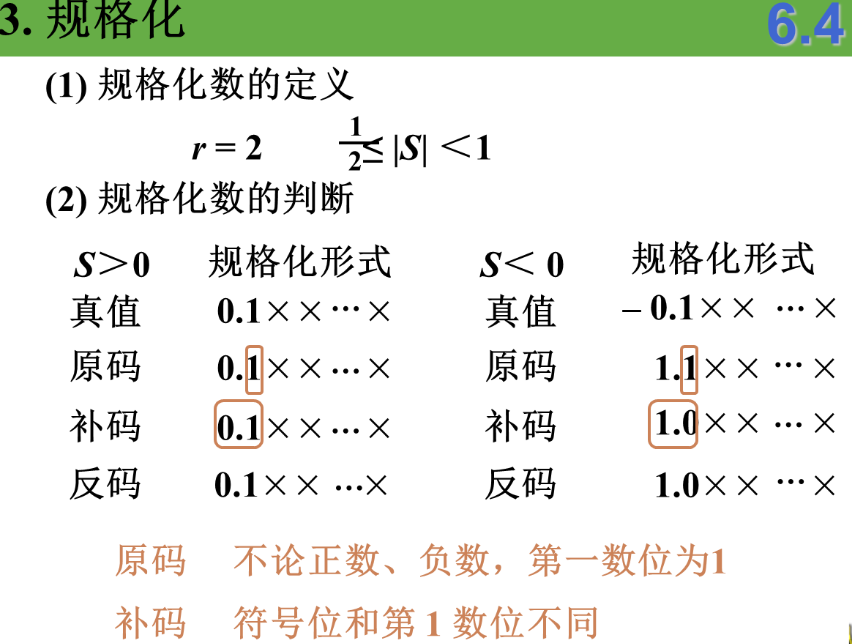 3. 规格化 6.4
(1) 规格化数的定义
r = 2 1/2 ≤ |S| ＜1
(2) 规格化数的判断
S＞0 规格化形式 S＜ 0 规格化形式
真值 0.1×× ··· × 真值 – 0.1×× ··· ×
原码 0.1×× ··· × 原码 1.1×× ··· ×
补码 0.1×× ··· × 补码 1.0×× ··· ×
反码 0.1×× ··· × 反码 1.0×× ··· ×
原码 不论正数、负数，第一数位为1
补码 符号位和第 1 数位不同